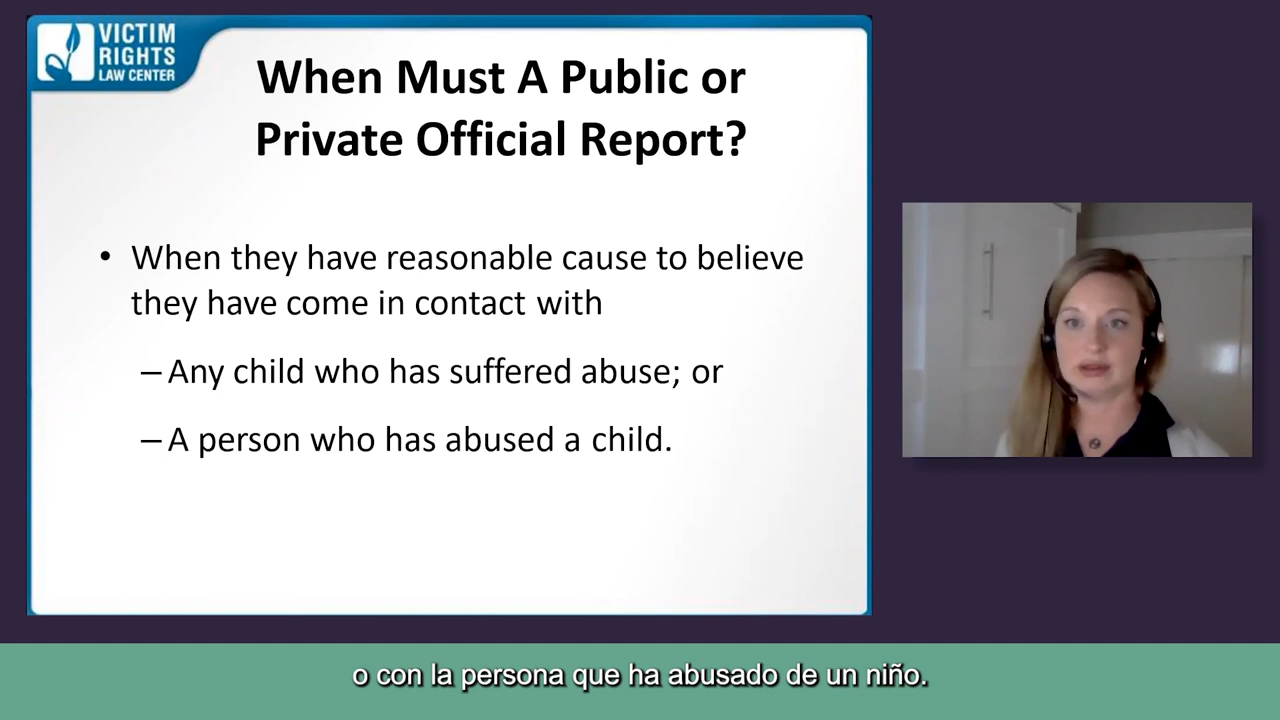 VICTIM
RIGHTS
LAW CENTER
When Must A Public or
Private Official Report?
• When they have reasonable cause to believe
they have come in contact with
– Any child who has suffered abuse; or
– A person who has abused a child.
o con la persona que ha abusado de un niño.